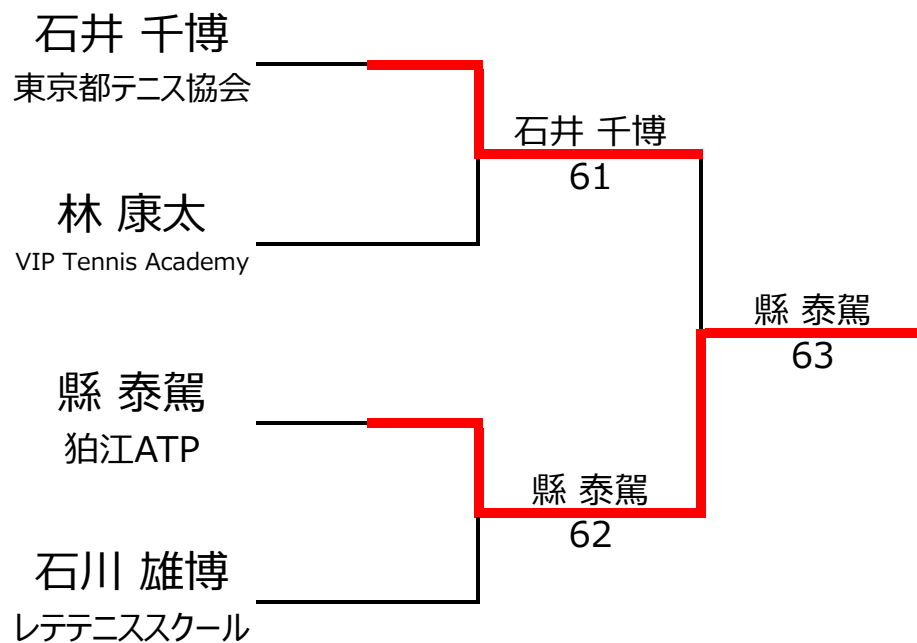 石井 千博
東京都テニス協会
石井 千博
61
林 康太
VIP Tennis Academy
縣 泰駕
63
縣 泰駕
狛江ATP
縣 泰駕
62
石川 雄博
レテテニススクール